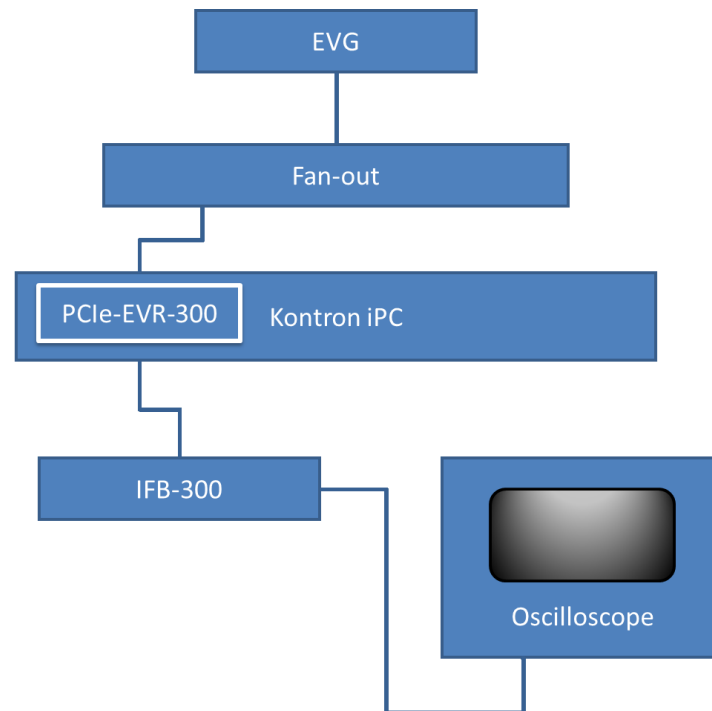 EVG
Fan-out
PCIe-EVR-300
Kontron iPC
IFB-300
Oscilloscope